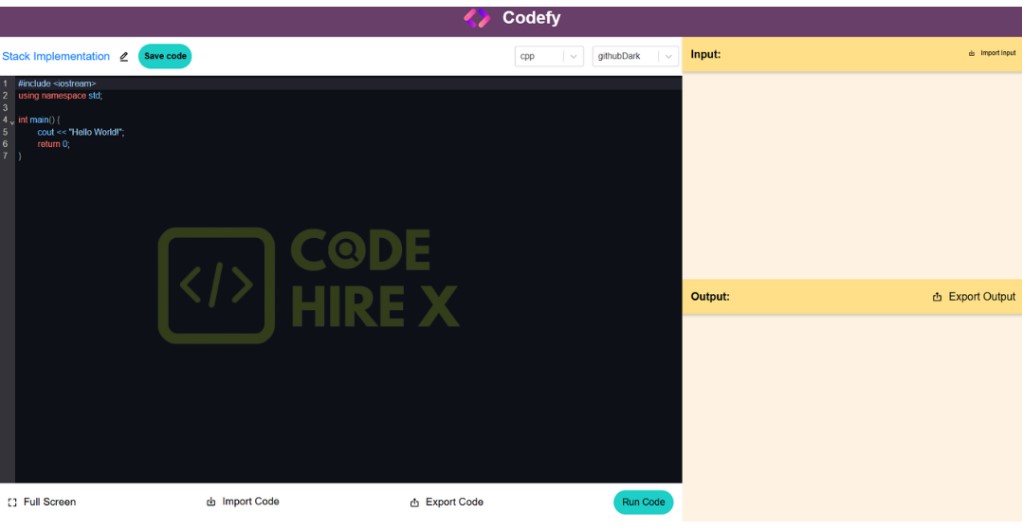 Codefy
Stack Implementation Save code cpp githubDark
Input: Import Input
1 #include <iostream>
2 using namespace std;
3
4 int main() {
5 cout << "Hello World!";
6 return 0;
7 }
</> CODE
HIRE X
Output: Export Output
Full Screen Import Code Export Code Run Code